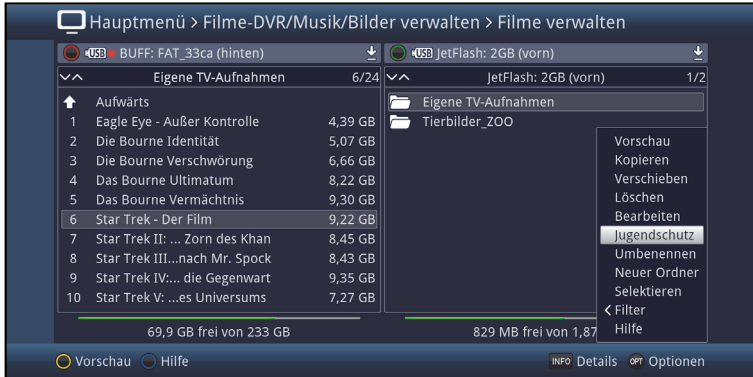 Hauptmenü > Filme-DVR/Musik/Bilder verwalten > Filme verwalten
USB BUFF: FAT_33ca (hinten)
Eigene TV-Aufnahmen 6/24
Aufwärts
1 Eagle Eye - Außer Kontrolle 4,39 GB
2 Die Bourne Identität 5,07 GB
3 Die Bourne Verschwörung 6,66 GB
4 Das Bourne Ultimatum 8,22 GB
5 Das Bourne Vermächtnis 9,30 GB
6 Star Trek - Der Film 9,22 GB
7 Star Trek II: ... Zorn des Khan 8,45 GB
8 Star Trek III...nach Mr. Spock 8,43 GB
9 Star Trek IV:... die Gegenwart 9,35 GB
10 Star Trek V: ...es Universums 7,27 GB
69,9 GB frei von 233 GB
USB JetFlash: 2GB (vorn)
JetFlash: 2GB (vorn) 1/2
Eigene TV-Aufnahmen
Tierbilder_ZOO
829 MB frei von 1,87
Vorschau
Kopieren
Verschieben
Löschen
Bearbeiten
Jugendschutz
Umbenennen
Neuer Ordner
Selektieren
< Filter
Hilfe
Vorschau Hilfe INFO Details OPT Optionen